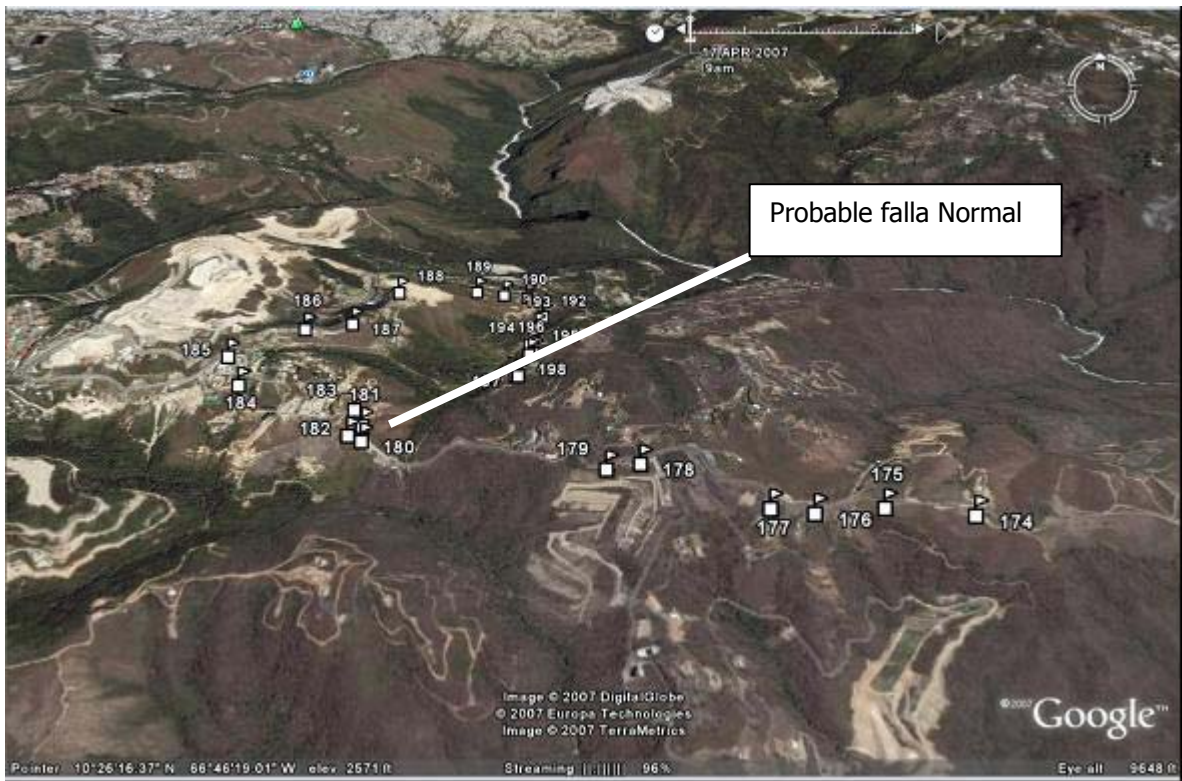 17 APR 2007
9am
N
Probable falla Normal
188
189
190
193
192
186
187
194
196
185
198
184
183
181
182
180
179
178
175
177
176
174
Image © 2007 DigitalGlobe
© 2007 Europa Technologies
Image © 2007 TerraMetrics
©2007 Google™
Pointer 10°26'16.37" N 66°46'19.01" W elev 2571 ft
Streaming ||||||||| 96%
Eye alt 9648 ft